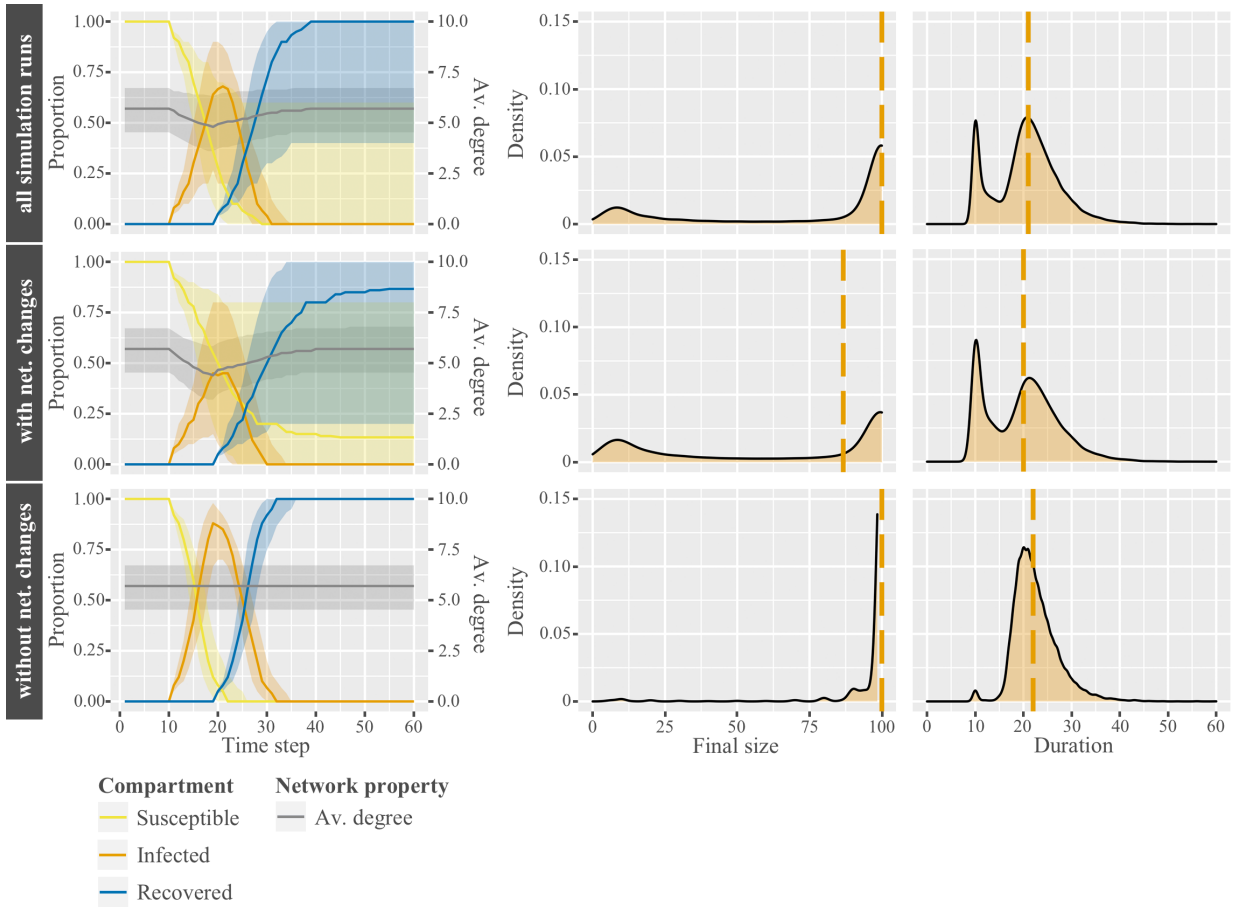 all simulation runs
Proportion
1.00
0.75
0.50
0.25
0.00
10.0
7.5
5.0
2.5
0.0
Av. degree
Density
0.15
0.10
0.05
0
with net. changes
Proportion
1.00
0.75
0.50
0.25
0.00
10.0
7.5
5.0
2.5
0.0
Av. degree
Density
0.15
0.10
0.05
0
without net. changes
Proportion
1.00
0.75
0.50
0.25
0.00
10.0
7.5
5.0
2.5
0.0
Av. degree
Density
0.15
0.10
0.05
0
0 10 20 30 40 50 60
Time step
0 25 50 75 100
Final size
0 10 20 30 40 50 60
Duration
Compartment
Susceptible
Infected
Recovered
Network property
Av. degree